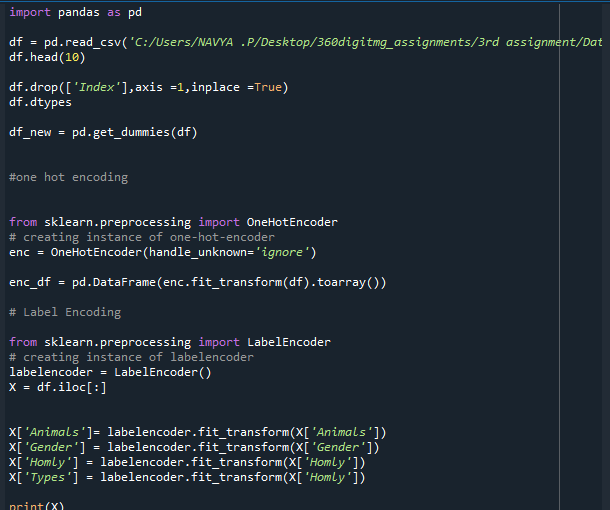 import pandas as pd
df = pd.read_csv('C:/Users/NAVYA .P/Desktop/360digitmg_assignments/3rd assignment/Dat
df.head(10)
df.drop(['Index'],axis =1,inplace =True)
df.dtypes
df_new = pd.get_dummies(df)
#one hot encoding
from sklearn.preprocessing import OneHotEncoder
# creating instance of one-hot-encoder
enc = OneHotEncoder(handle_unknown='ignore')
enc_df = pd.DataFrame(enc.fit_transform(df).toarray())
# Label Encoding
from sklearn.preprocessing import LabelEncoder
# creating instance of labelencoder
labelencoder = LabelEncoder()
X = df.iloc[:]
X['Animals']= labelencoder.fit_transform(X['Animals'])
X['Gender'] = labelencoder.fit_transform(X['Gender'])
X['Homly'] = labelencoder.fit_transform(X['Homly'])
X['Types'] = labelencoder.fit_transform(X['Homly'])
print(X)